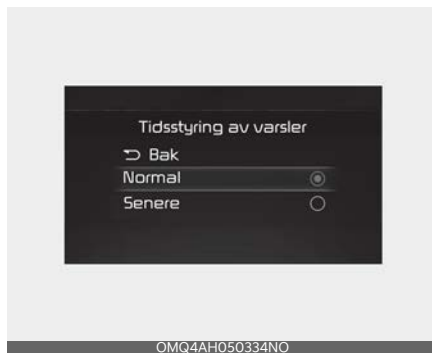 Tidsstyring av varsler
⮌ Bak
Normal
Senere
OMQ4AH050334NO